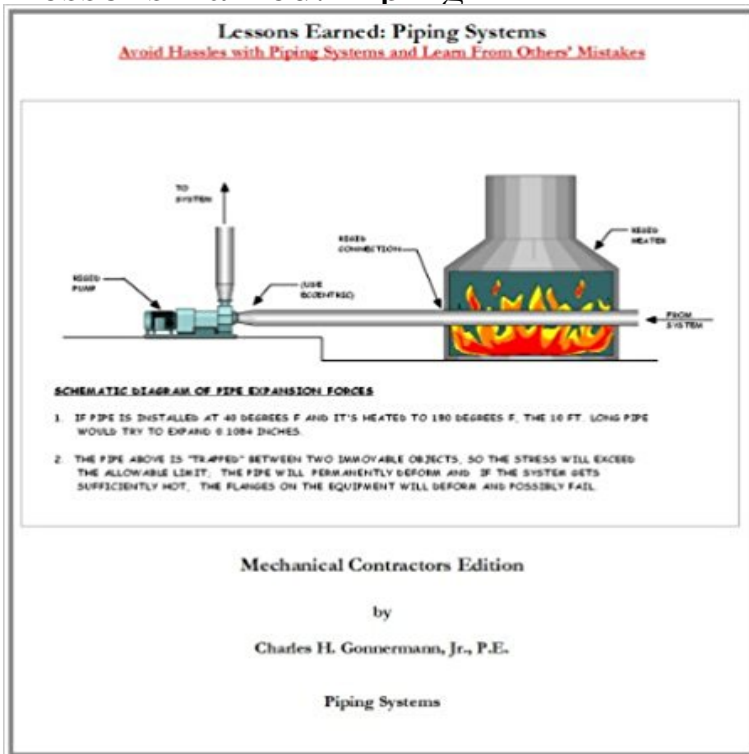 Lessons Earned: Piping Systems
Avoid Hassles with Piping Systems and Learn From Others' Mistakes
TO
SYSTEM
RIGID
CONNECTION
RIGID
HEATER
RIGID
PUMP
(USE
ECCENTRIC)
FROM
SYSTEM
SCHEMATIC DIAGRAM OF PIPE EXPANSION FORCES
1. IF PIPE IS INSTALLED AT 40 DEGREES F AND IT'S HEATED TO 180 DEGREES F, THE 10 FT. LONG PIPE
WOULD TRY TO EXPAND 0.1084 INCHES.
2. THE PIPE ABOVE IS "TRAPPED" BETWEEN TWO IMMOVABLE OBJECTS, SO THE STRESS WILL EXCEED
THE ALLOWABLE LIMIT; THE PIPE WILL PERMANENTLY DEFORM AND IF THE SYSTEM GETS
SUFFICIENTLY HOT, THE FLANGES ON THE EQUIPMENT WILL DEFORM AND POSSIBLY FAIL.
Mechanical Contractors Edition
by
Charles H. Gonnermann, Jr., P.E.
Piping Systems